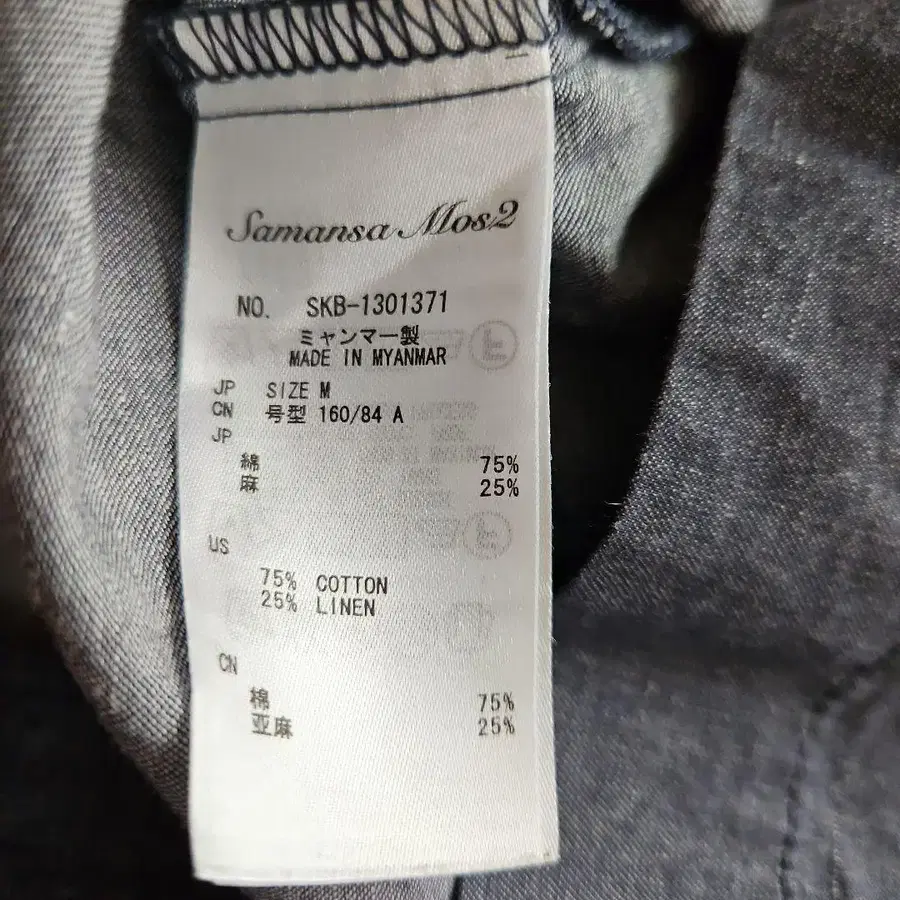 Samansa Mos2
NO. SKB-1301371
ミャンマー製
MADE IN MYANMAR
JP SIZE M
CN 号型 160/84 A
JP
綿 75%
麻 25%
US
75% COTTON
25% LINEN
CN
棉 75%
亚麻 25%